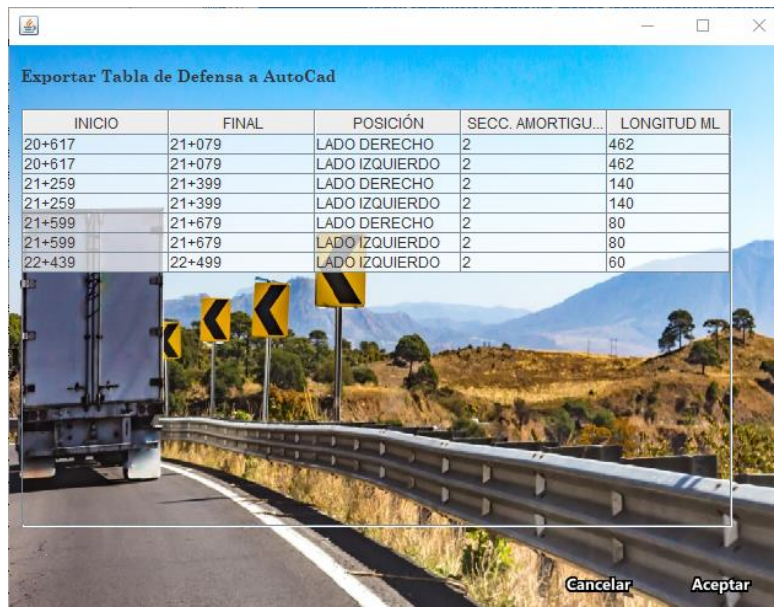 Exportar Tabla de Defensa a AutoCad
INICIO FINAL POSICIÓN SECC. AMORTIGU... LONGITUD ML
20+617 21+079 LADO DERECHO 2 462
20+617 21+079 LADO IZQUIERDO 2 462
21+259 21+399 LADO DERECHO 2 140
21+259 21+399 LADO IZQUIERDO 2 140
21+599 21+679 LADO DERECHO 2 80
21+599 21+679 LADO IZQUIERDO 2 80
22+439 22+499 LADO IZQUIERDO 2 60
Cancelar Aceptar